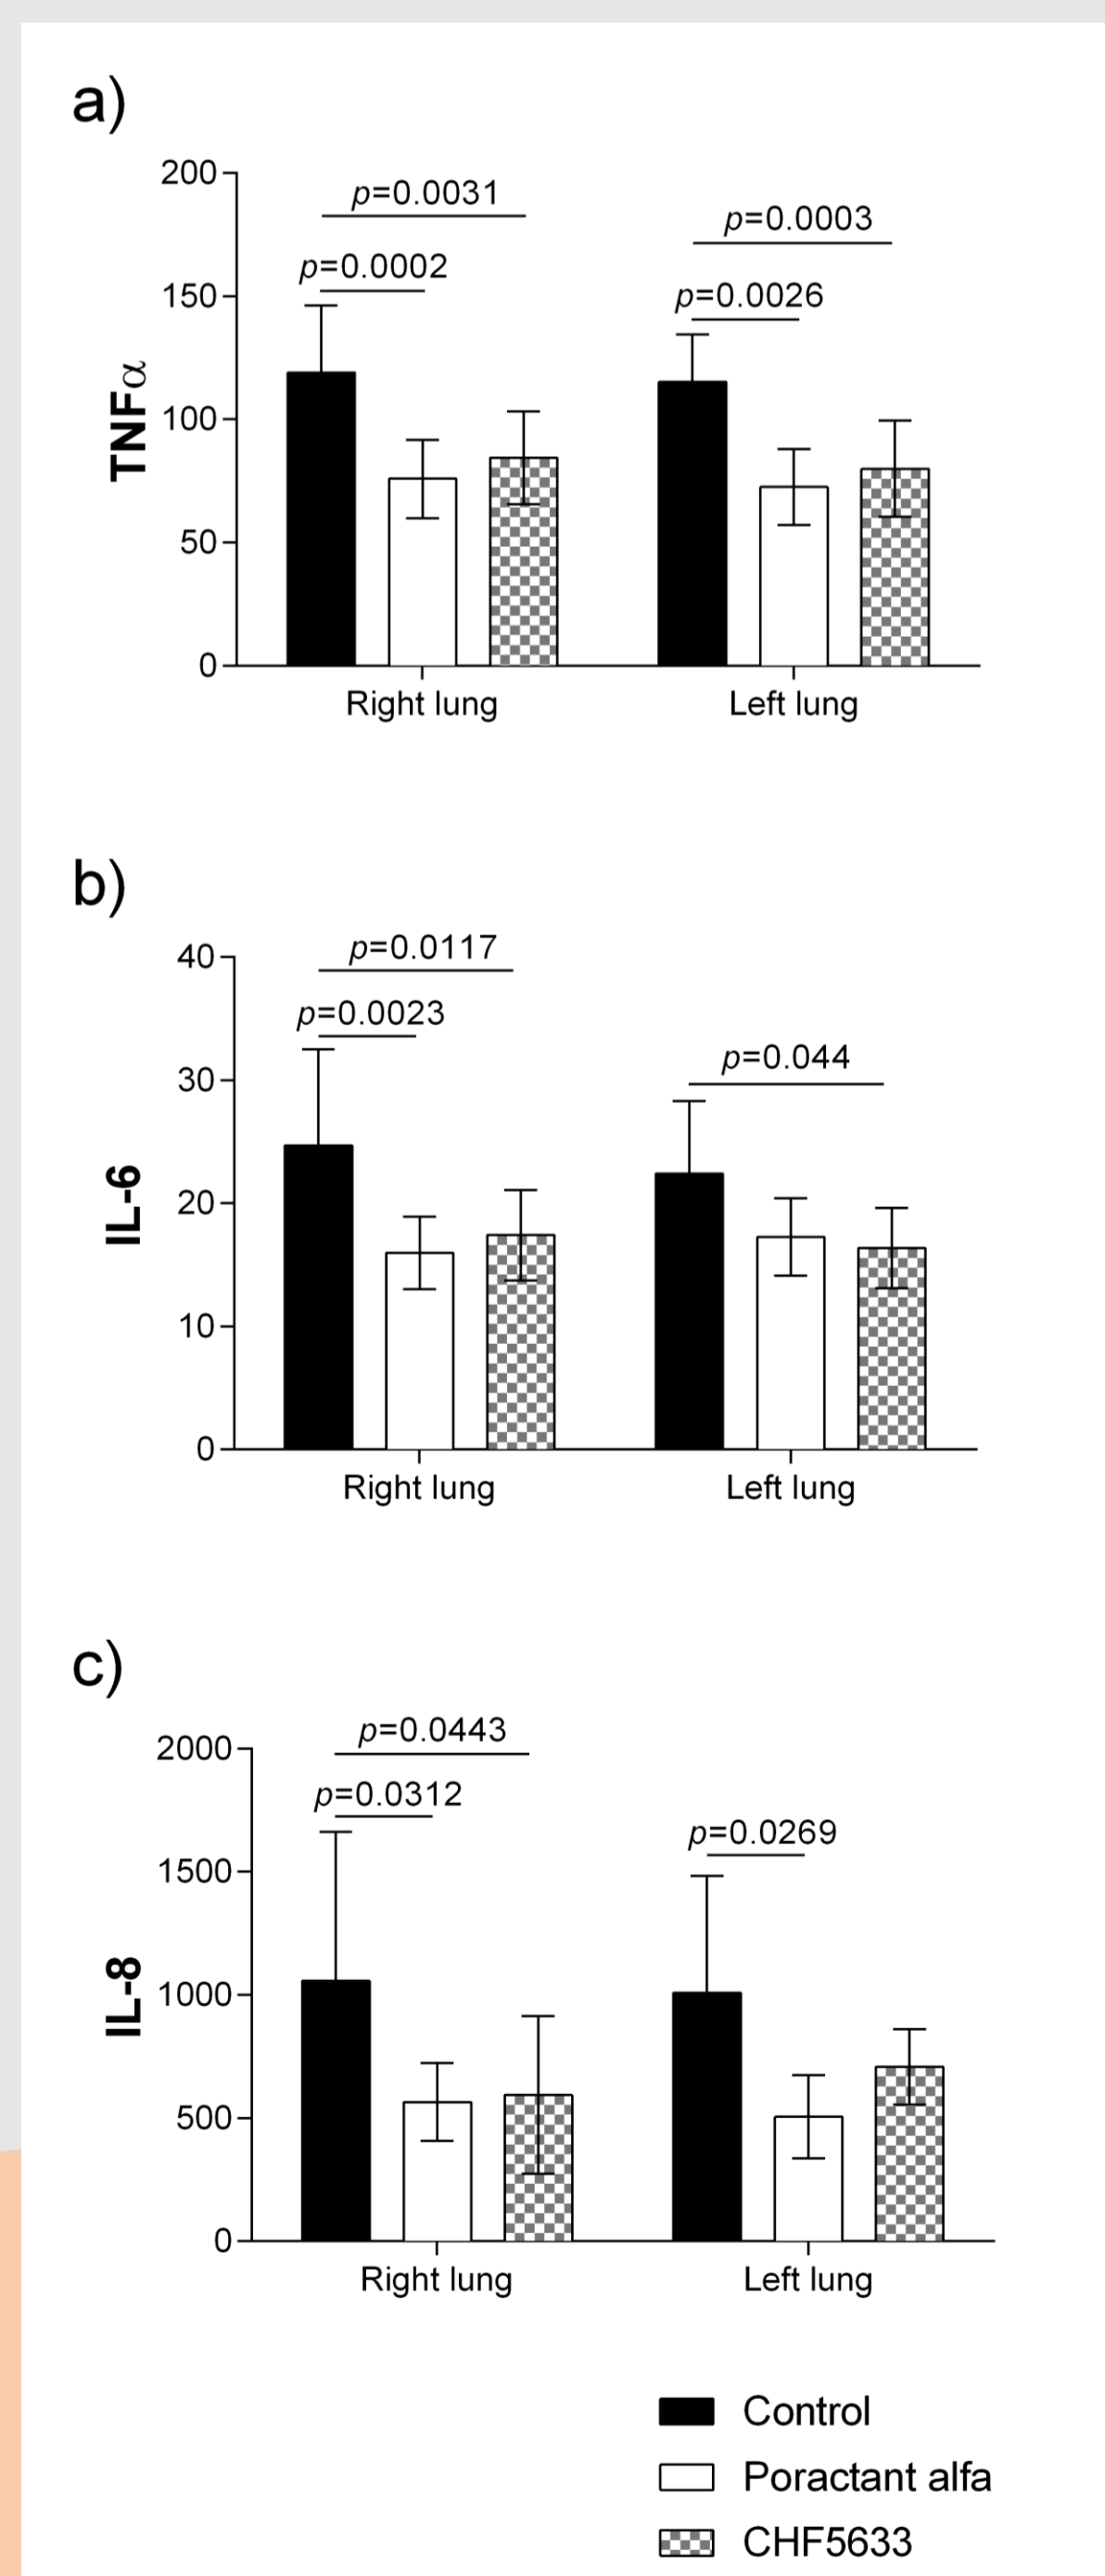 a)
200
150
100
50
0
TNFα
p=0.0031
p=0.0002
p=0.0003
p=0.0026
Right lung
Left lung
b)
40
30
20
10
0
IL-6
p=0.0117
p=0.0023
p=0.044
Right lung
Left lung
c)
2000
1500
1000
500
0
IL-8
p=0.0443
p=0.0312
p=0.0269
Right lung
Left lung
Control
Poractant alfa
CHF5633